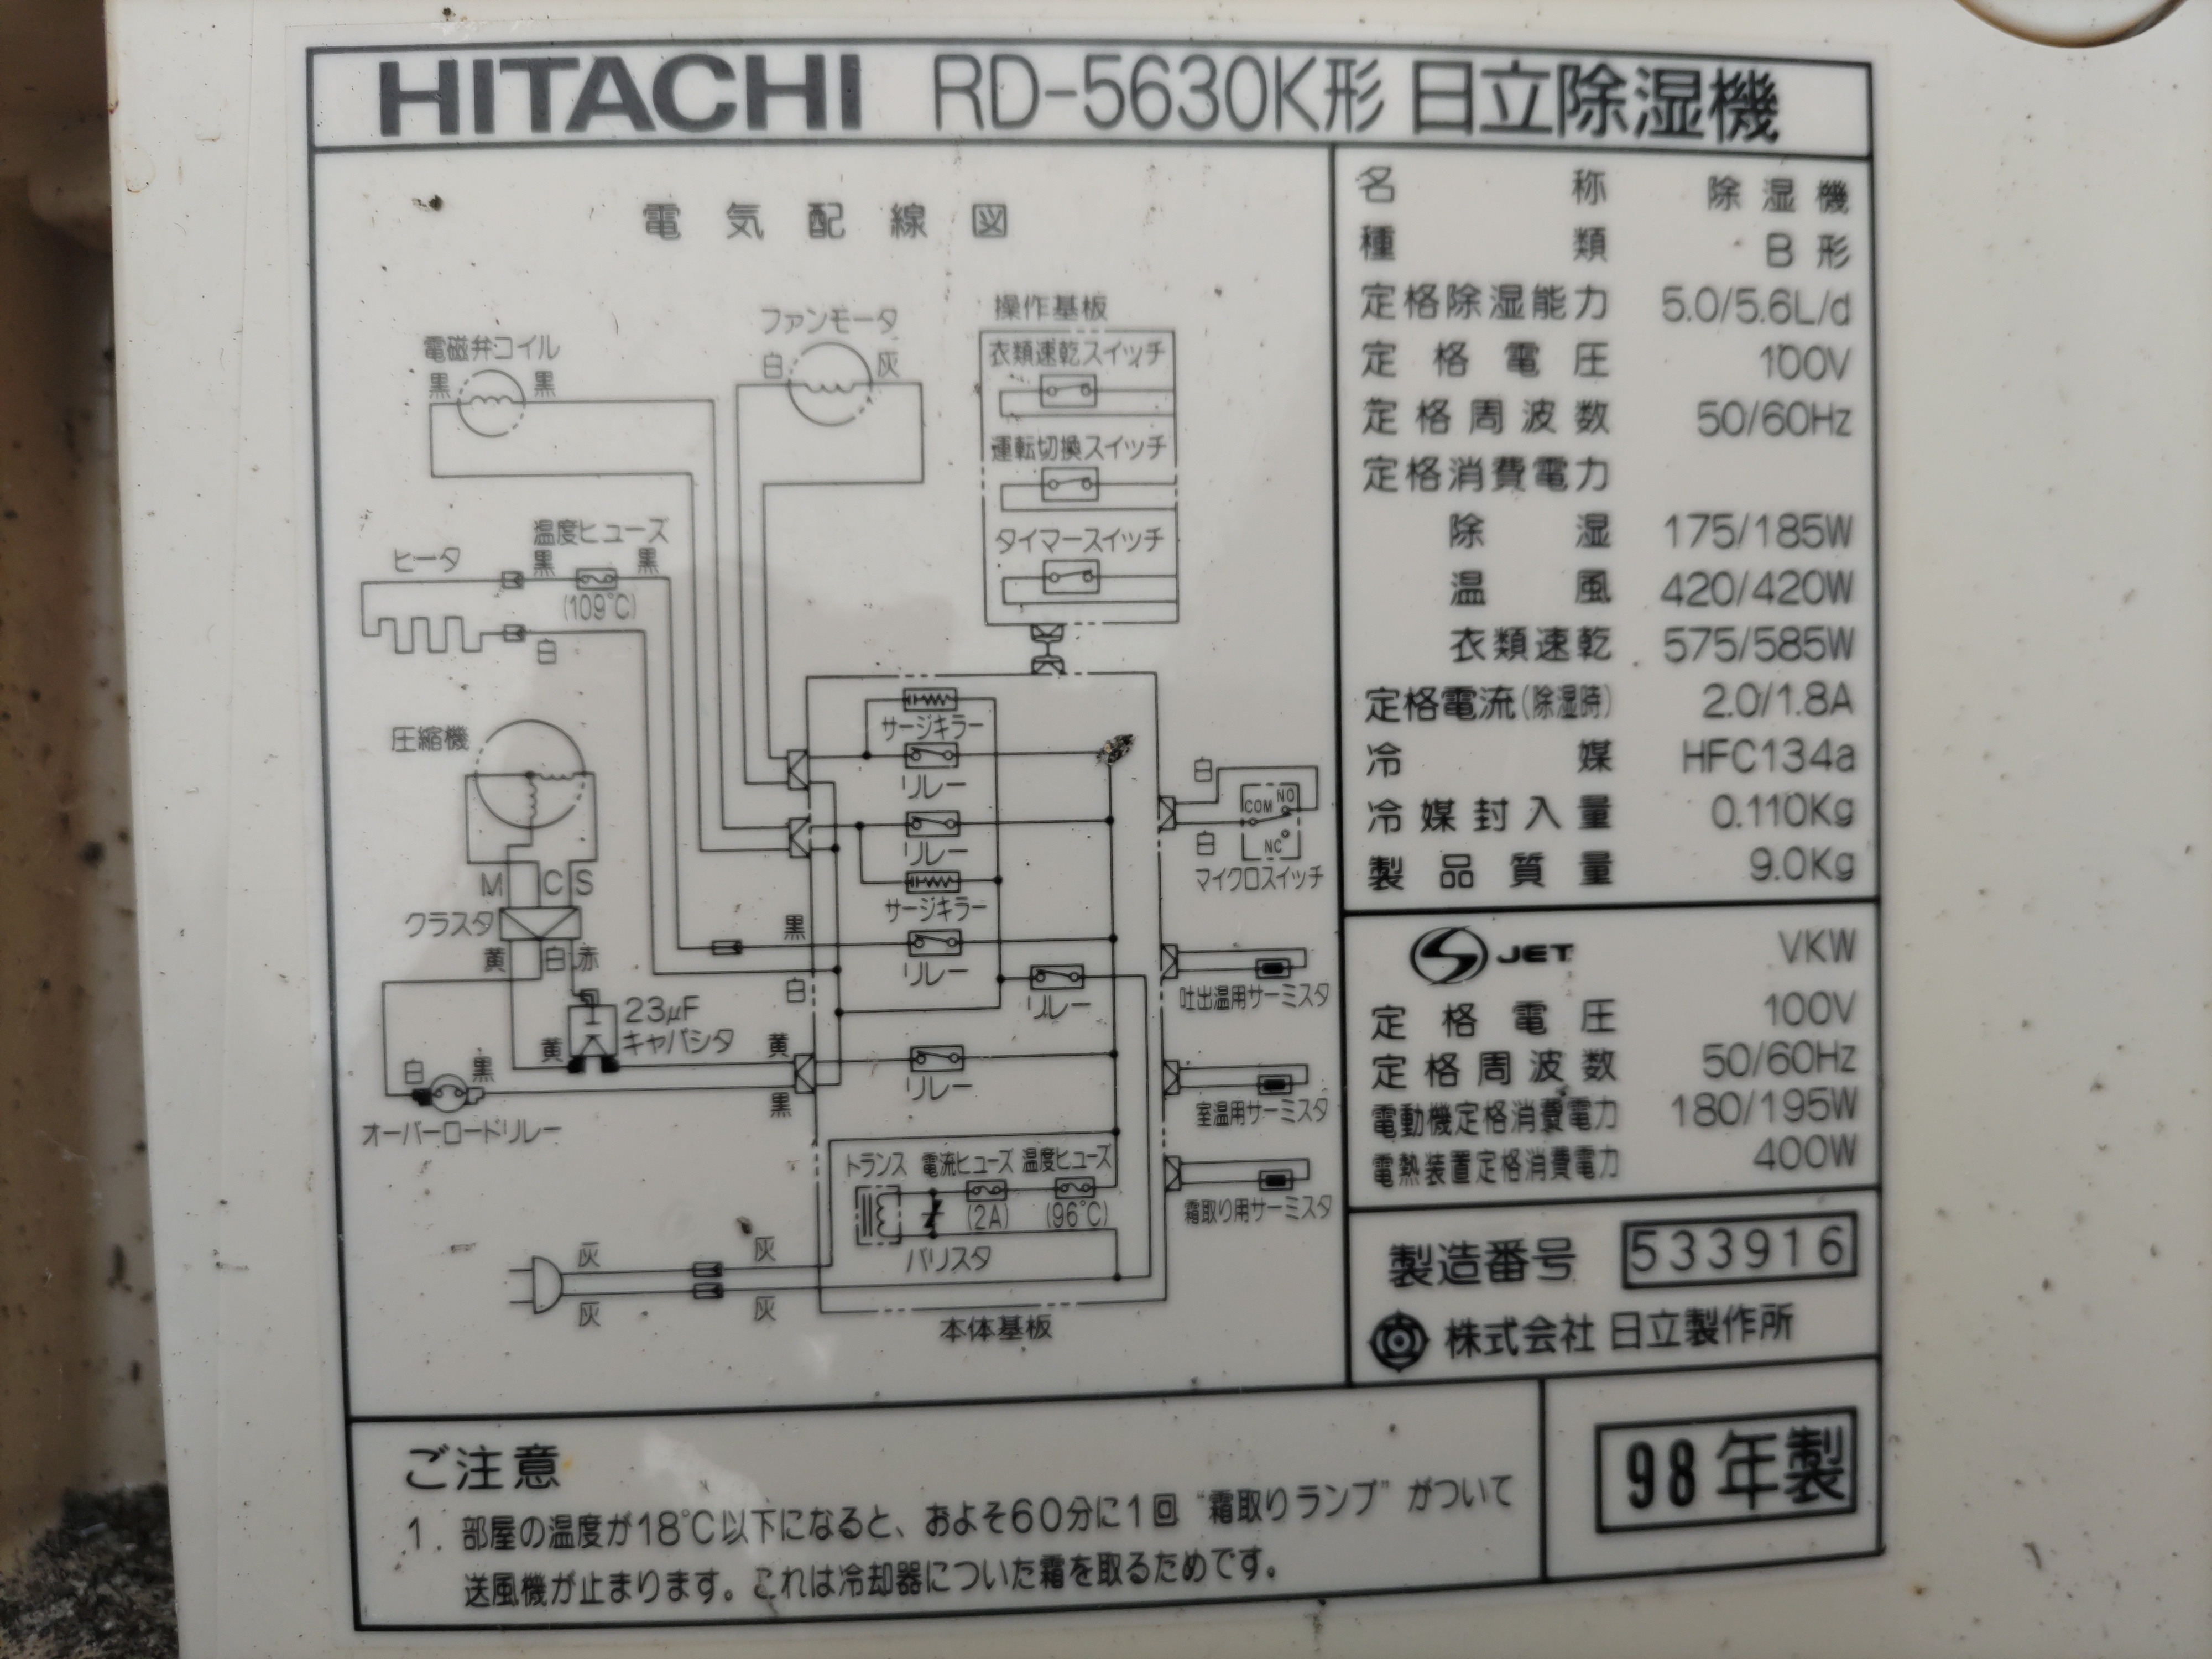 HITACHI RD-5630K形 日立除湿機
電気配線図
電磁弁コイル
黒 黒
ファンモータ
白 灰
操作基板
衣類速乾スイッチ
運転切換スイッチ
タイマースイッチ
ヒータ
温度ヒューズ
黒 黒
(109℃)
白
圧縮機
M C S
クラスタ
黄 白 赤
23μF
キャパシタ
黄
白 黒
オーバーロードリレー
サージキラー
リレー
リレー
サージキラー
黒
リレー
白
リレー
黄
リレー
黒
白
COM NO
白
NC
マイクロスイッチ
吐出温用サーミスタ
室温用サーミスタ
霜取り用サーミスタ
トランス 電流ヒューズ 温度ヒューズ
(2A) (96℃)
バリスタ
灰 灰
灰 灰
本体基板
名称 除湿機
種類 B形
定格除湿能力 5.0/5.6L/d
定格電圧 100V
定格周波数 50/60Hz
定格消費電力
除湿 175/185W
温風 420/420W
衣類速乾 575/585W
定格電流(除湿時) 2.0/1.8A
冷媒 HFC134a
冷媒封入量 0.110Kg
製品質量 9.0Kg
JET VKW
定格電圧 100V
定格周波数 50/60Hz
電動機定格消費電力 180/195W
電熱装置定格消費電力 400W
製造番号 533916
株式会社 日立製作所
ご注意
1. 部屋の温度が18℃以下になると、およそ60分に1回“霜取りランプ”がついて
送風機が止まります。これは冷却器についた霜を取るためです。
98年製